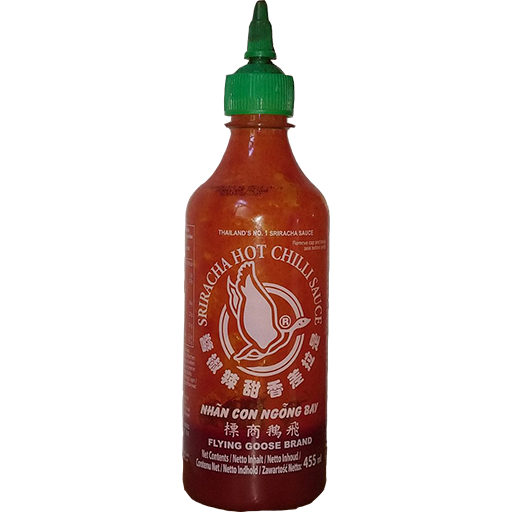 THAILAND'S NO. 1 SRIRACHA SAUCE
SRIRACHA HOT CHILLI SAUCE
®
醬椒辣甜香差拉是
NHÃN CON NGỖNG BAY
標商鵝飛
FLYING GOOSE BRAND
Net Contents / Netto Inhalt / Netto Inhoud /
Contenu Net / Netto Indhold / Zawartość Netto:
455 ml